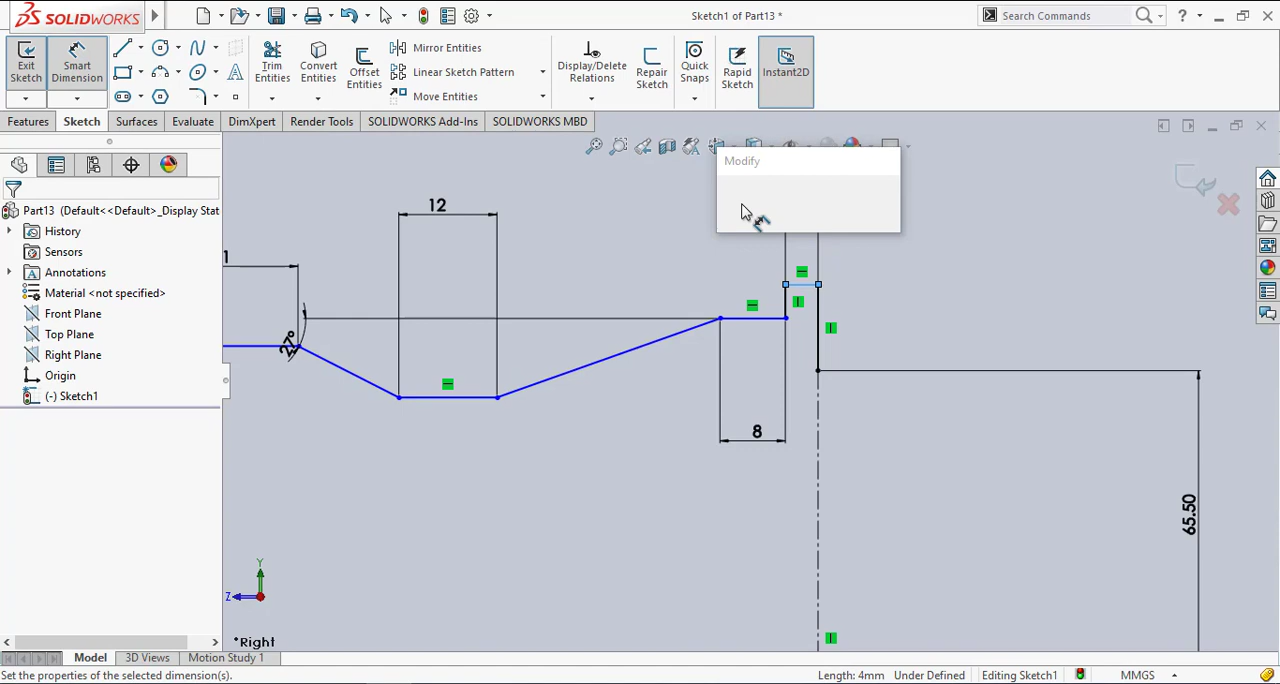 SOLIDWORKS
Sketch1 of Part13 *
Search Commands
?
Exit Sketch
Smart Dimension
Trim Entities
Convert Entities
Offset Entities
Mirror Entities
Linear Sketch Pattern
Move Entities
Display/Delete Relations
Repair Sketch
Quick Snaps
Rapid Sketch
Instant2D
Features
Sketch
Surfaces
Evaluate
DimXpert
Render Tools
SOLIDWORKS Add-Ins
SOLIDWORKS MBD
Modify
Part13 (Default<<Default>_Display Stat
History
Sensors
Annotations
Material <not specified>
Front Plane
Top Plane
Right Plane
Origin
(-) Sketch1
12
1
27°
8
65.50
Y
Z
*Right
Model
3D Views
Motion Study 1
Set the properties of the selected dimension(s).
Length: 4mm
Under Defined
Editing Sketch1
MMGS